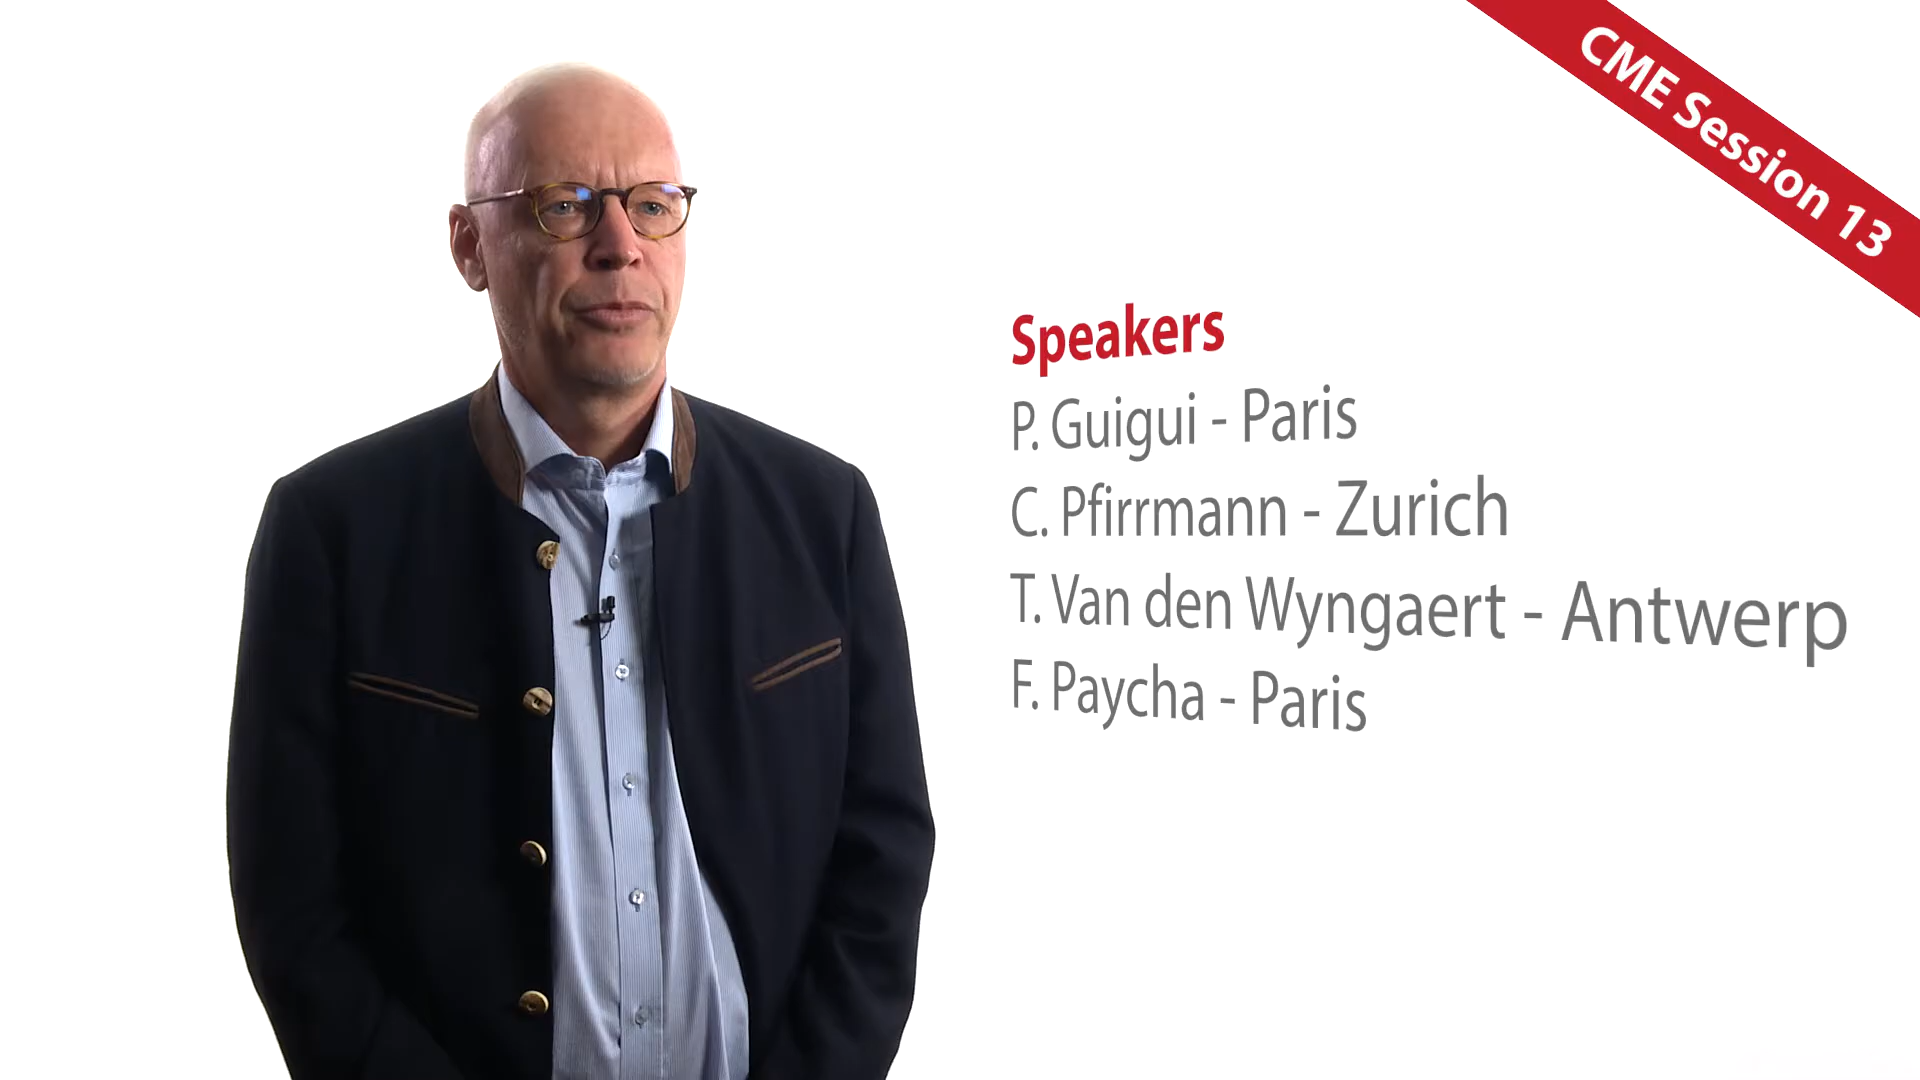 CME Session 13
Speakers
P. Guigui - Paris
C. Pfirrmann - Zurich
T. Van den Wyngaert - Antwerp
F. Paycha - Paris